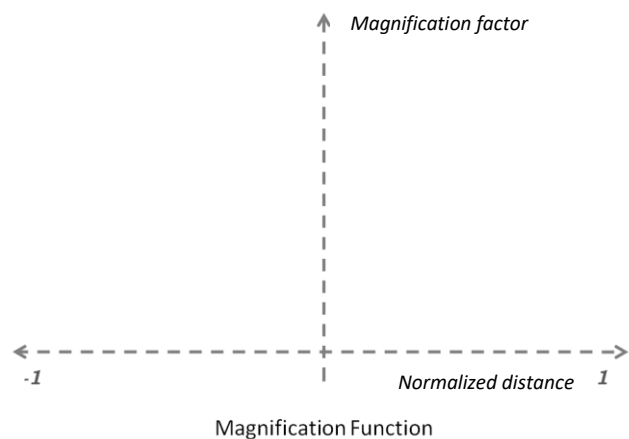 Magnification factor
-1
Normalized distance 1
Magnification Function